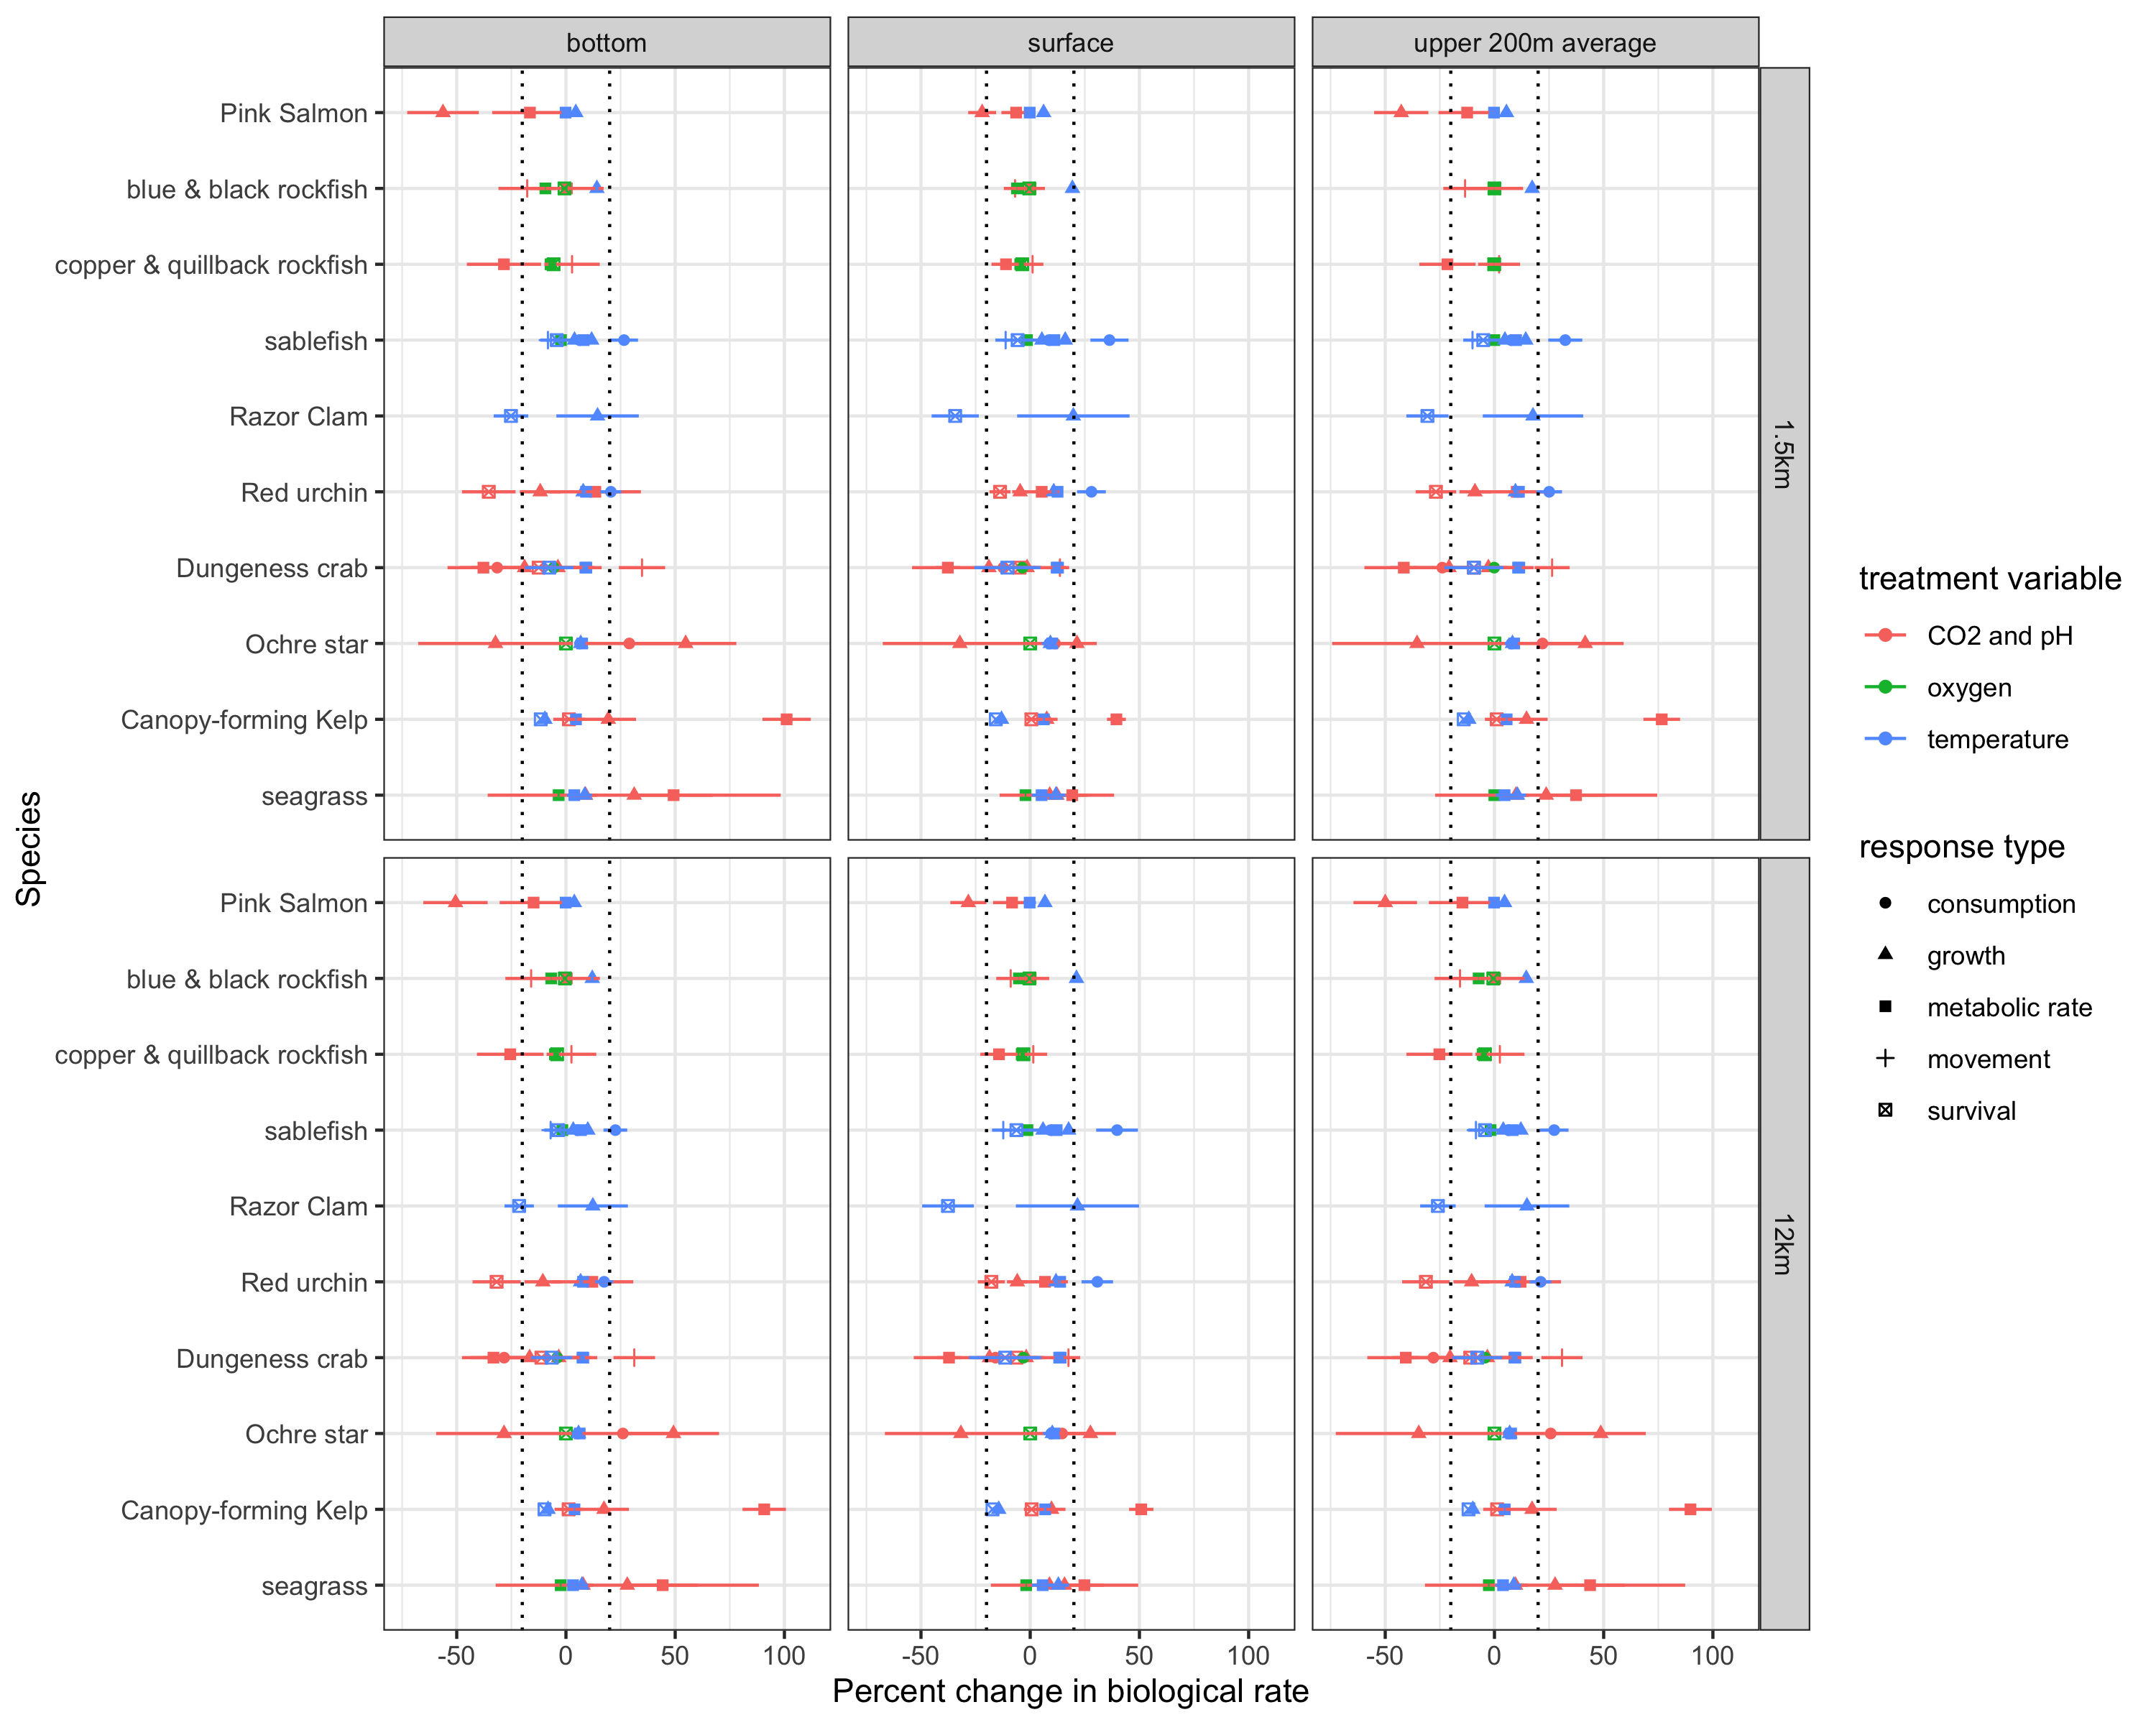 bottom
surface
upper 200m average
Pink Salmon
blue & black rockfish
copper & quillback rockfish
sablefish
Razor Clam
Red urchin
Dungeness crab
Ochre star
Canopy-forming Kelp
seagrass
1.5km
Pink Salmon
blue & black rockfish
copper & quillback rockfish
sablefish
Razor Clam
Red urchin
Dungeness crab
Ochre star
Canopy-forming Kelp
seagrass
12km
Species
-50 0 50 100
-50 0 50 100
-50 0 50 100
Percent change in biological rate
treatment variable
CO2 and pH
oxygen
temperature
response type
consumption
growth
metabolic rate
movement
survival